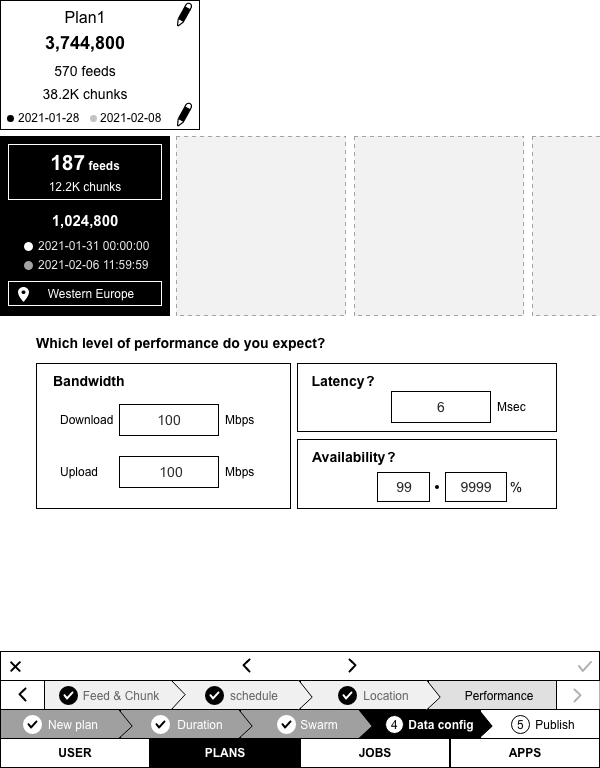 Plan1
3,744,800
570 feeds
38.2K chunks
2021-01-28 2021-02-08
187 feeds
12.2K chunks
1,024,800
2021-01-31 00:00:00
2021-02-06 11:59:59
Western Europe
Which level of performance do you expect?
Bandwidth
Download 100 Mbps
Upload 100 Mbps
Latency?
6 Msec
Availability?
99 • 9999 %
Feed & Chunk schedule Location Performance
New plan Duration Swarm 4 Data config 5 Publish
USER PLANS JOBS APPS